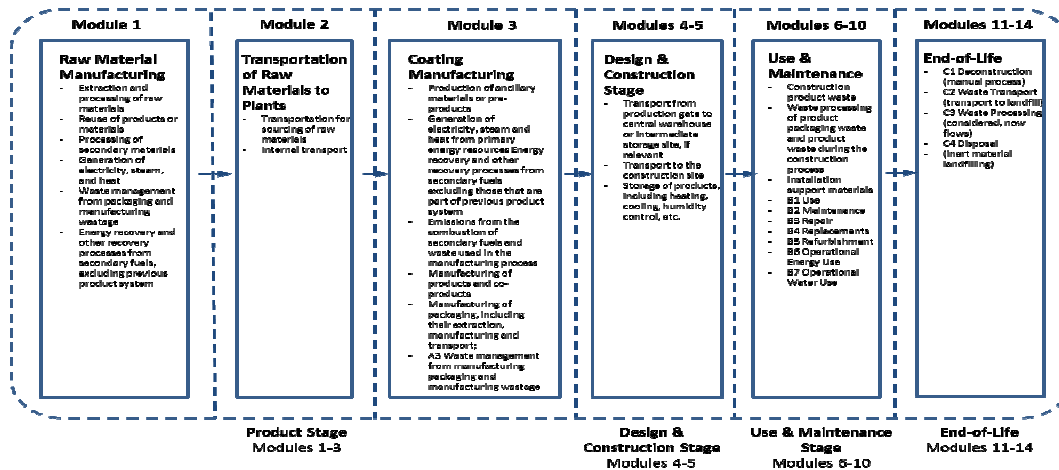 Module 1
Module 2
Module 3
Modules 4-5
Modules 6-10
Modules 11-14
Raw Material
Manufacturing
- Extraction and
processing of raw
materials
- Reuse of products or
materials
- Processing of
secondary materials
- Generation of
electricity, steam,
and heat
- Waste management
from packaging and
manufacturing
wastage
- Energy recovery and
other recovery
processes from
secondary fuels,
excluding previous
product system
Transportation
of Raw
Materials to
Plants
- Transportation for
sourcing of raw
materials
- Internal transport
Coating
Manufacturing
- Production of ancillary
materials or pre-
products
- Generation of
electricity, steam and
heat from primary
energy resources Energy
recovery and other
recovery processes from
secondary fuels
excluding those that are
part of previous product
system
- Emissions from the
combustion of
secondary fuels and
waste used in the
manufacturing process
- Manufacturing of
products and co-
products
- Manufacturing of
packaging, including
their extraction,
manufacturing and
transport;
- A3 Waste management
from manufacturing
packaging and
manufacturing wastage
Design &
Construction
Stage
- Transport from
production gate to
central warehouse
or intermediate
storage site, if
relevant
- Transport to the
construction site
- Storage of products,
including heating,
cooling, humidity
control, etc.
Use &
Maintenance
- Construction
product waste
- Waste processing
of product
packaging waste
and product
waste during the
construction
process
- Installation
support materials
- B1 Use
- B2 Maintenance
- B3 Repair
- B4 Replacements
- B5 Refurbishment
- B6 Operational
Energy Use
- B7 Operational
Water Use
End-of-Life
- C1 Deconstruction
(manual process)
- C2 Waste Transport
(transport to landfill)
- C3 Waste Processing
(considered, now
flows)
- C4 Disposal
- (inert material
landfilling)
Product Stage
Modules 1-3
Design &
Construction Stage
Modules 4-5
Use & Maintenance
Stage
Modules 6-10
End-of-Life
Modules 11-14